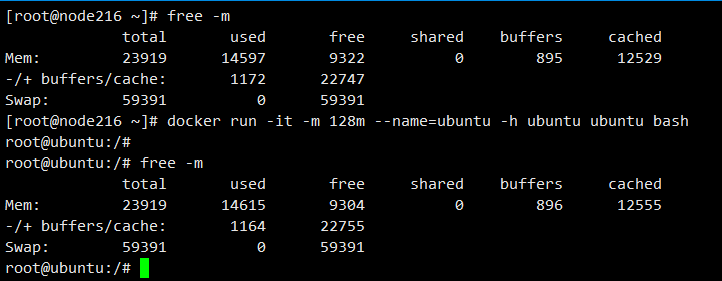 [root@node216 ~]# free -m
             total       used       free     shared    buffers     cached
Mem:         23919      14597       9322          0        895      12529
-/+ buffers/cache:       1172      22747
Swap:        59391          0      59391
[root@node216 ~]# docker run -it -m 128m --name=ubuntu -h ubuntu ubuntu bash
root@ubuntu:/#
root@ubuntu:/# free -m
             total       used       free     shared    buffers     cached
Mem:         23919      14615       9304          0        896      12555
-/+ buffers/cache:       1164      22755
Swap:        59391          0      59391
root@ubuntu:/#